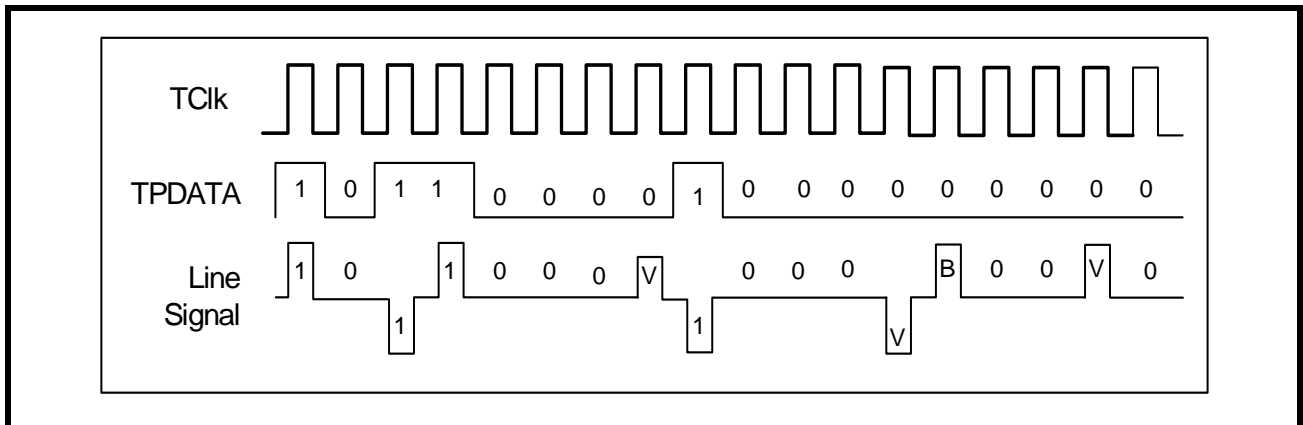 TClk
TPDATA 1 0 1 1 0 0 0 0 1 0 0 0 0 0 0 0 0 0
Line Signal 1 0 1 1 0 0 0 V 1 0 0 0 V B 0 0 V 0